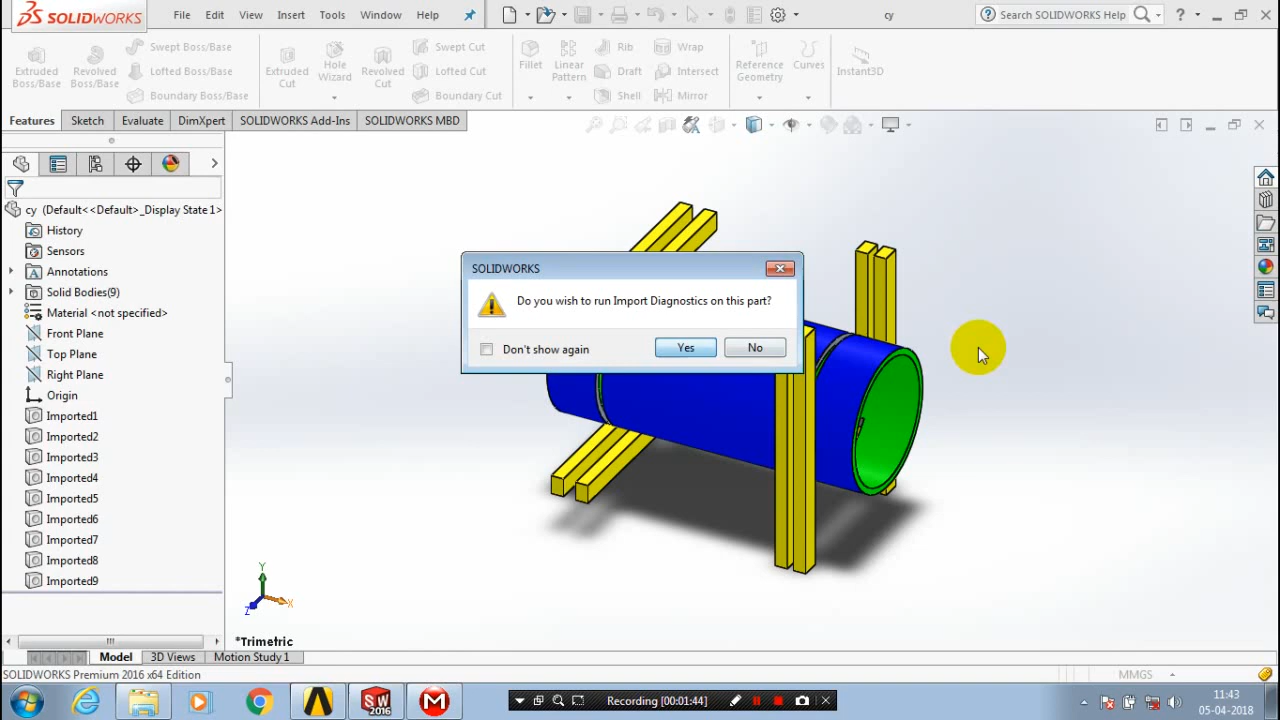 SOLIDWORKS
File Edit View Insert Tools Window Help
cy
Search SOLIDWORKS Help
Extruded Boss/Base
Revolved Boss/Base
Swept Boss/Base
Lofted Boss/Base
Boundary Boss/Base
Extruded Cut
Hole Wizard
Revolved Cut
Swept Cut
Lofted Cut
Boundary Cut
Fillet
Linear Pattern
Rib
Draft
Shell
Wrap
Intersect
Mirror
Reference Geometry
Curves
Instant3D
Features Sketch Evaluate DimXpert SOLIDWORKS Add-Ins SOLIDWORKS MBD
cy (Default<<Default>_Display State 1>
History
Sensors
Annotations
Solid Bodies(9)
Material <not specified>
Front Plane
Top Plane
Right Plane
Origin
Imported1
Imported2
Imported3
Imported4
Imported5
Imported6
Imported7
Imported8
Imported9
SOLIDWORKS
Do you wish to run Import Diagnostics on this part?
Don't show again
Yes
No
Y
X
Z
*Trimetric
Model 3D Views Motion Study 1
SOLIDWORKS Premium 2016 x64 Edition
MMGS
SW
2016
Recording [00:01:44]
11:43
05-04-2018